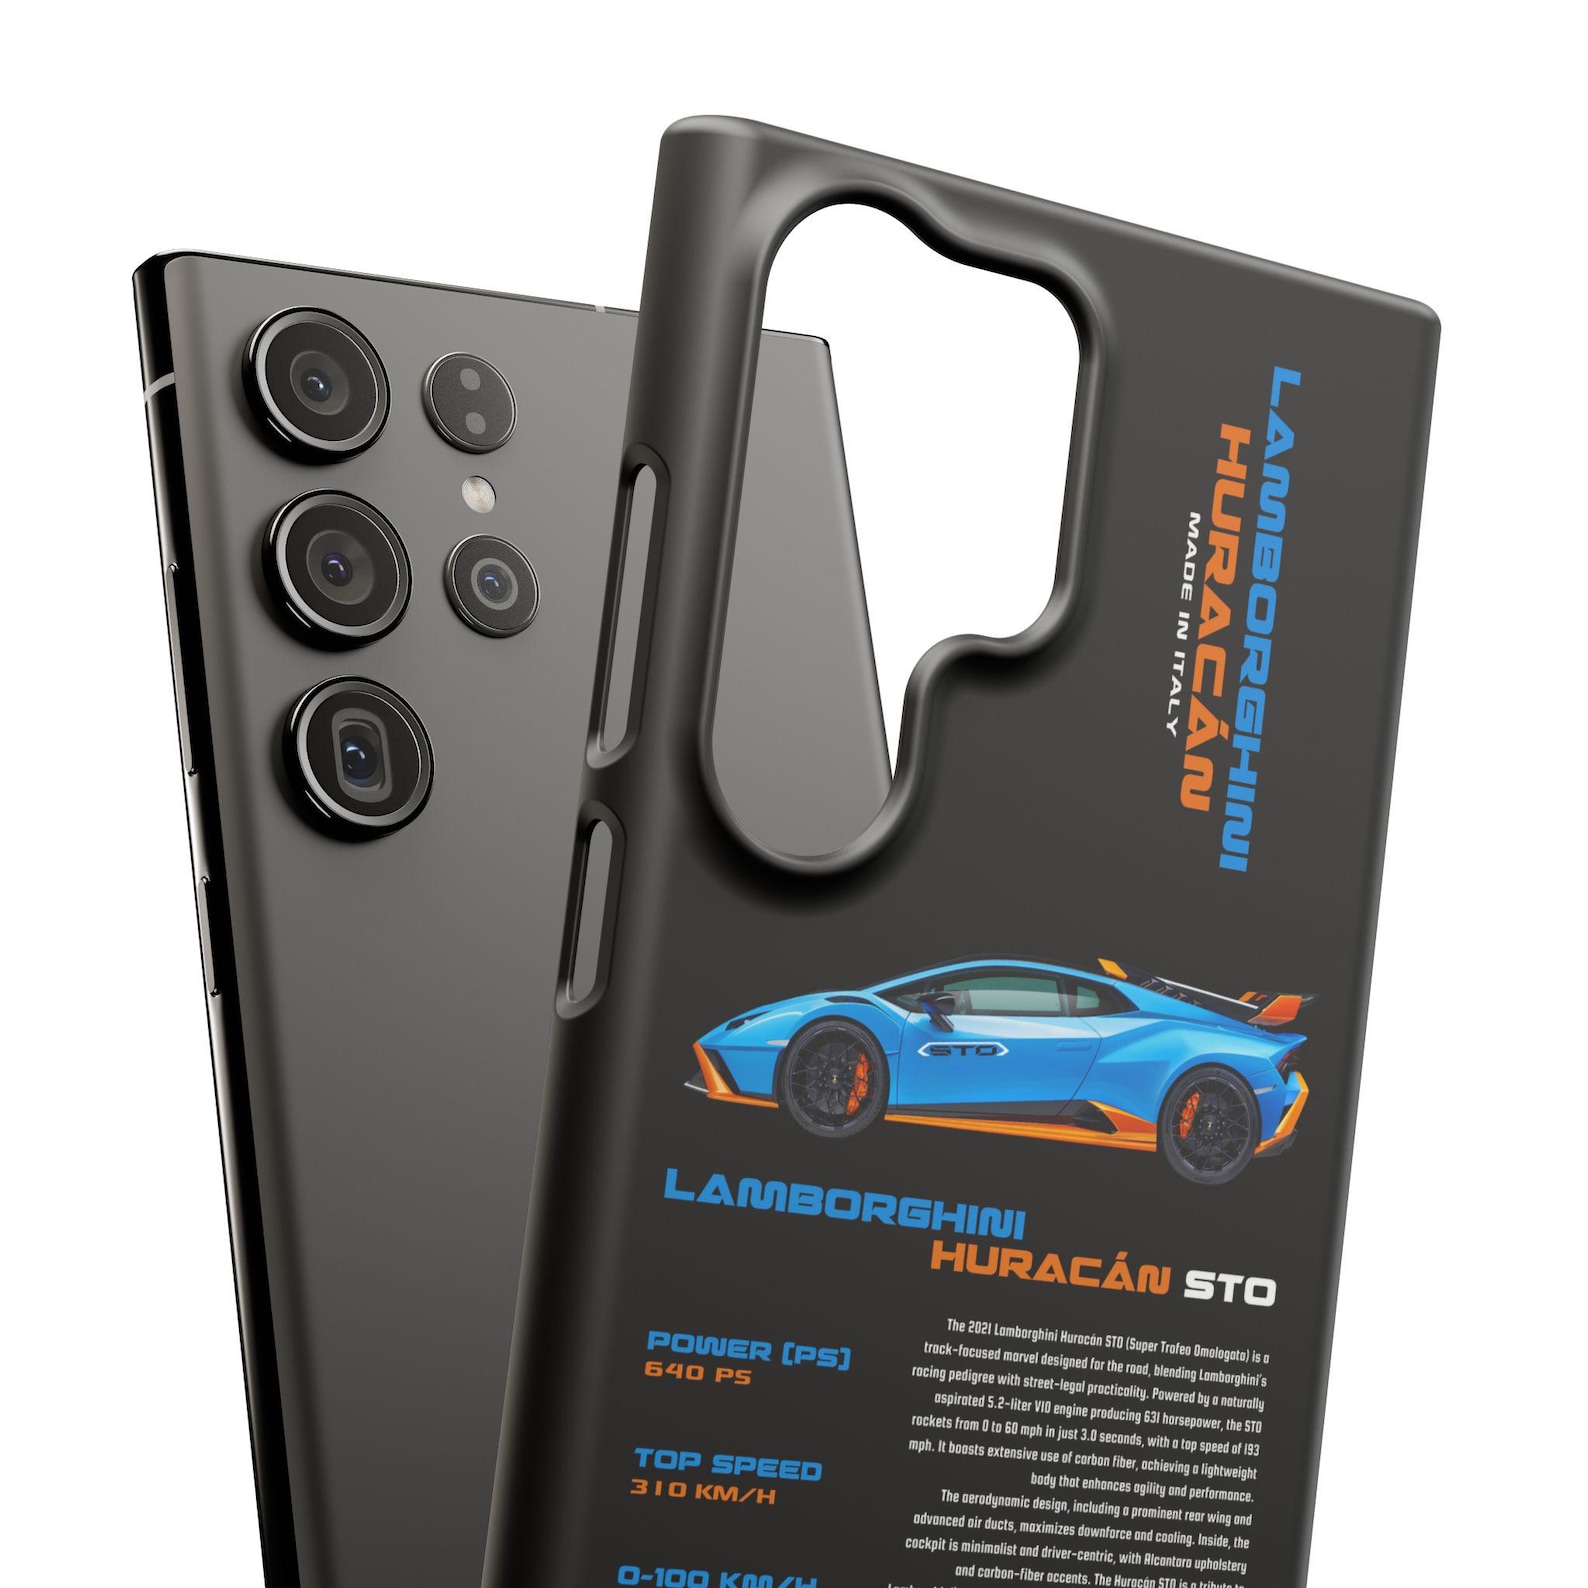 LAMBORGHINI
HURACÁN
MADE IN ITALY
STO
LAMBORGHINI
HURACÁN STO
POWER (PS)
640 PS
TOP SPEED
310 KM/H
0-100 KM/H
The 2021 Lamborghini Huracán STO (Super Trofeo Omologata) is a
track-focused marvel designed for the road, blending Lamborghini's
racing pedigree with street-legal practicality. Powered by a naturally
aspirated 5.2-liter V10 engine producing 631 horsepower, the STO
rockets from 0 to 60 mph in just 3.0 seconds, with a top speed of 193
mph. It boasts extensive use of carbon fiber, achieving a lightweight
body that enhances agility and performance.
The aerodynamic design, including a prominent rear wing and
advanced air ducts, maximizes downforce and cooling. Inside, the
cockpit is minimalist and driver-centric, with Alcantara upholstery
and carbon-fiber accents. The Huracán STO is a tribute to